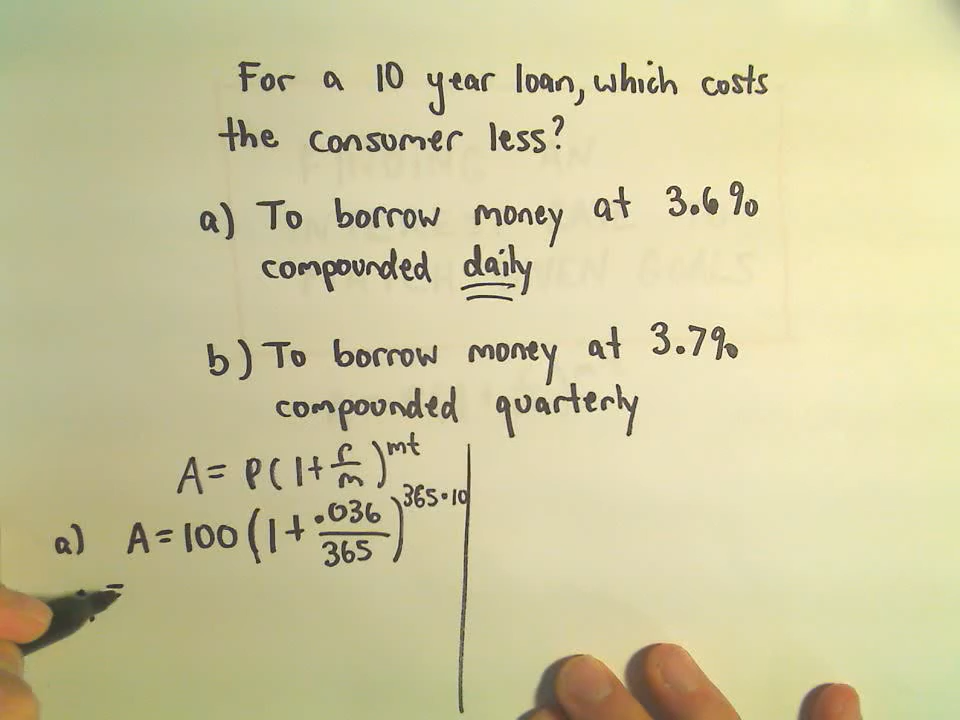 For a 10 year loan, which costs
the consumer less?
a) To borrow money at 3.6%
compounded daily
b) To borrow money at 3.7%
compounded quarterly
A = P(1 + r/m)^mt
a) A = 100(1 + .036/365)^365·10
=